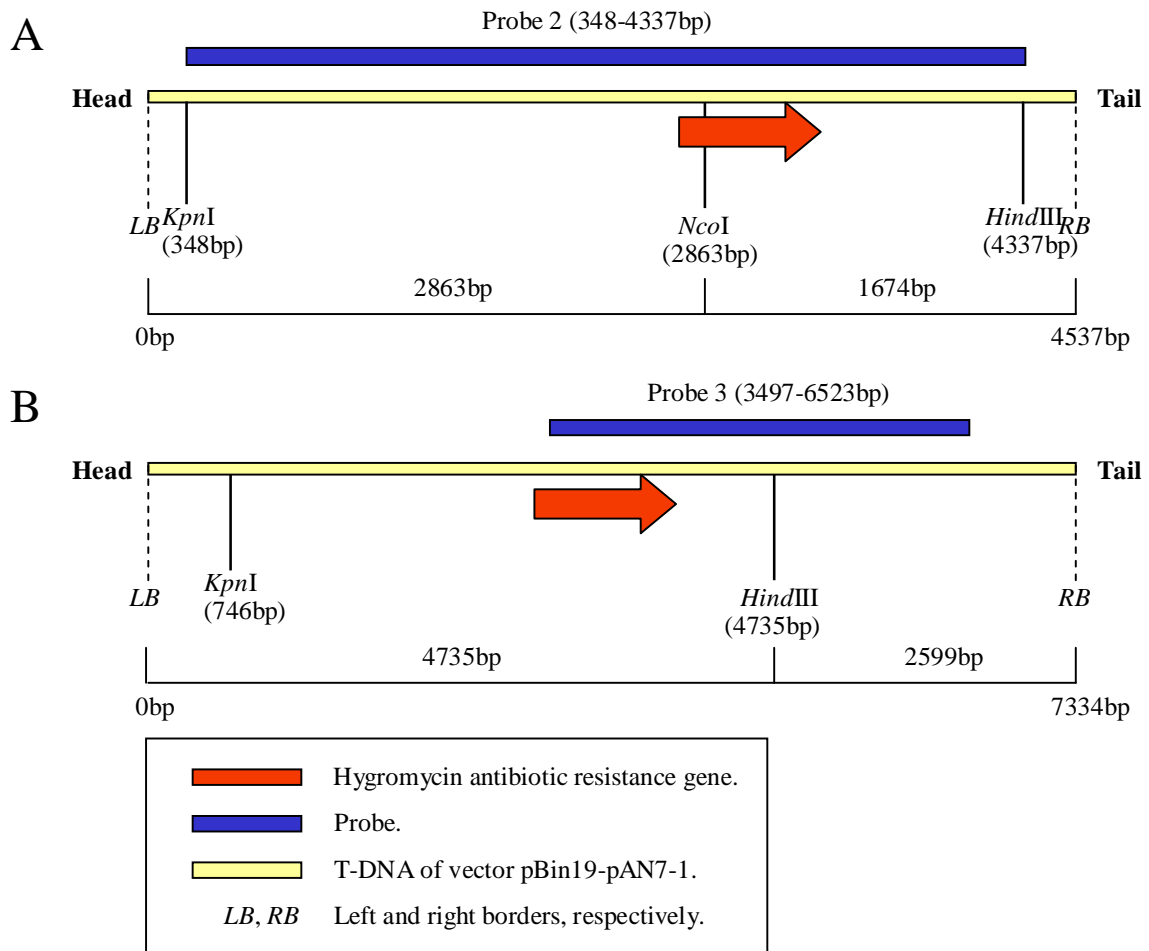 A
Probe 2 (348-4337bp)
Head
Tail
LB
KpnI
(348bp)
NcoI
(2863bp)
HindIII
(4337bp)
RB
2863bp
1674bp
0bp
4537bp
B
Probe 3 (3497-6523bp)
Head
Tail
LB
KpnI
(746bp)
HindIII
(4735bp)
RB
4735bp
2599bp
0bp
7334bp
Hygromycin antibiotic resistance gene.
Probe.
T-DNA of vector pBin19-pAN7-1.
LB, RB Left and right borders, respectively.